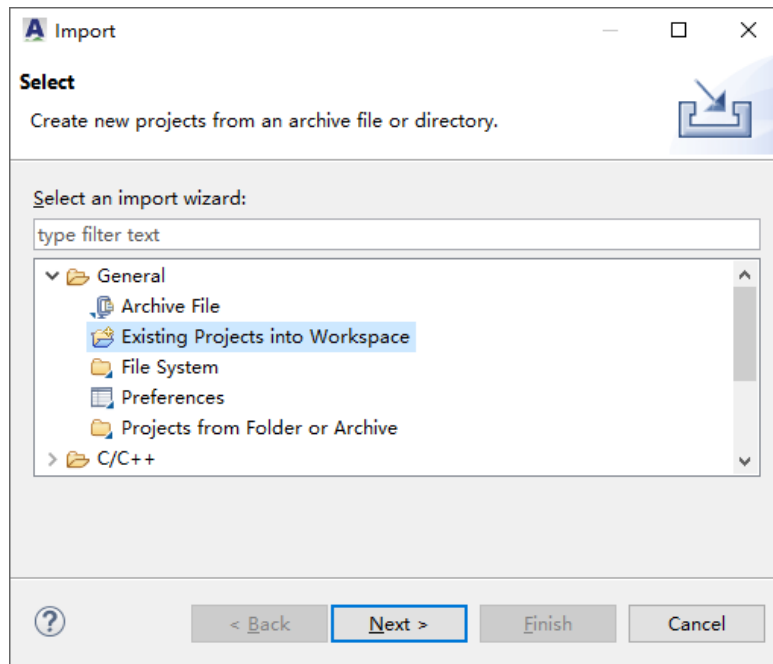 Import
Select
Create new projects from an archive file or directory.
Select an import wizard:
type filter text
General
Archive File
Existing Projects into Workspace
File System
Preferences
Projects from Folder or Archive
C/C++
< Back Next > Finish Cancel